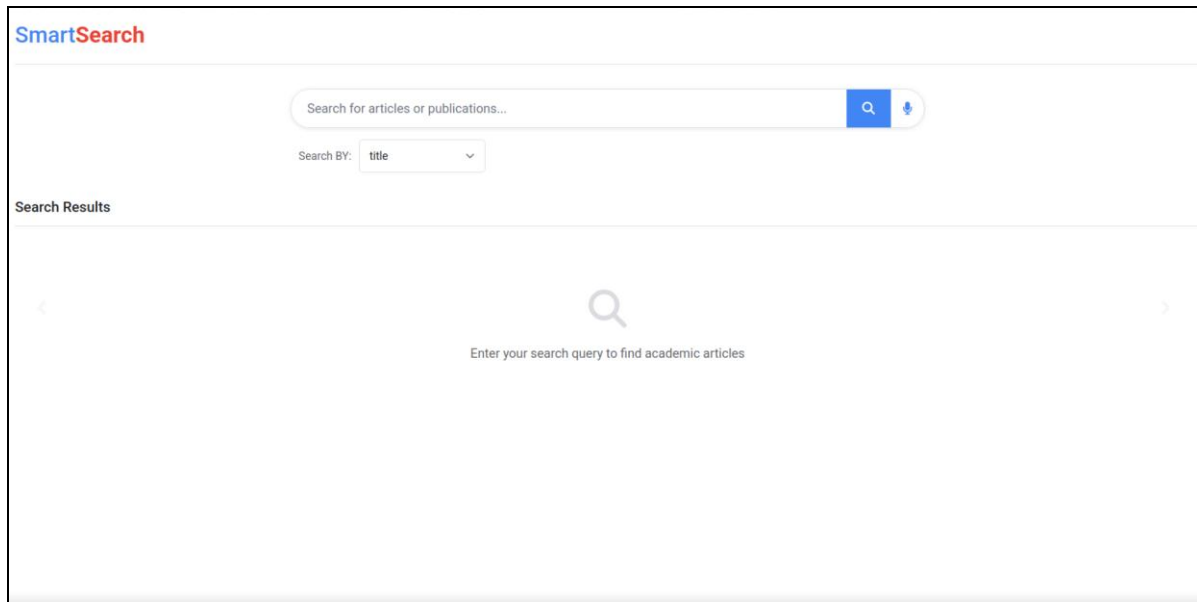 SmartSearch
Search for articles or publications...
Search BY: title
Search Results
Enter your search query to find academic articles